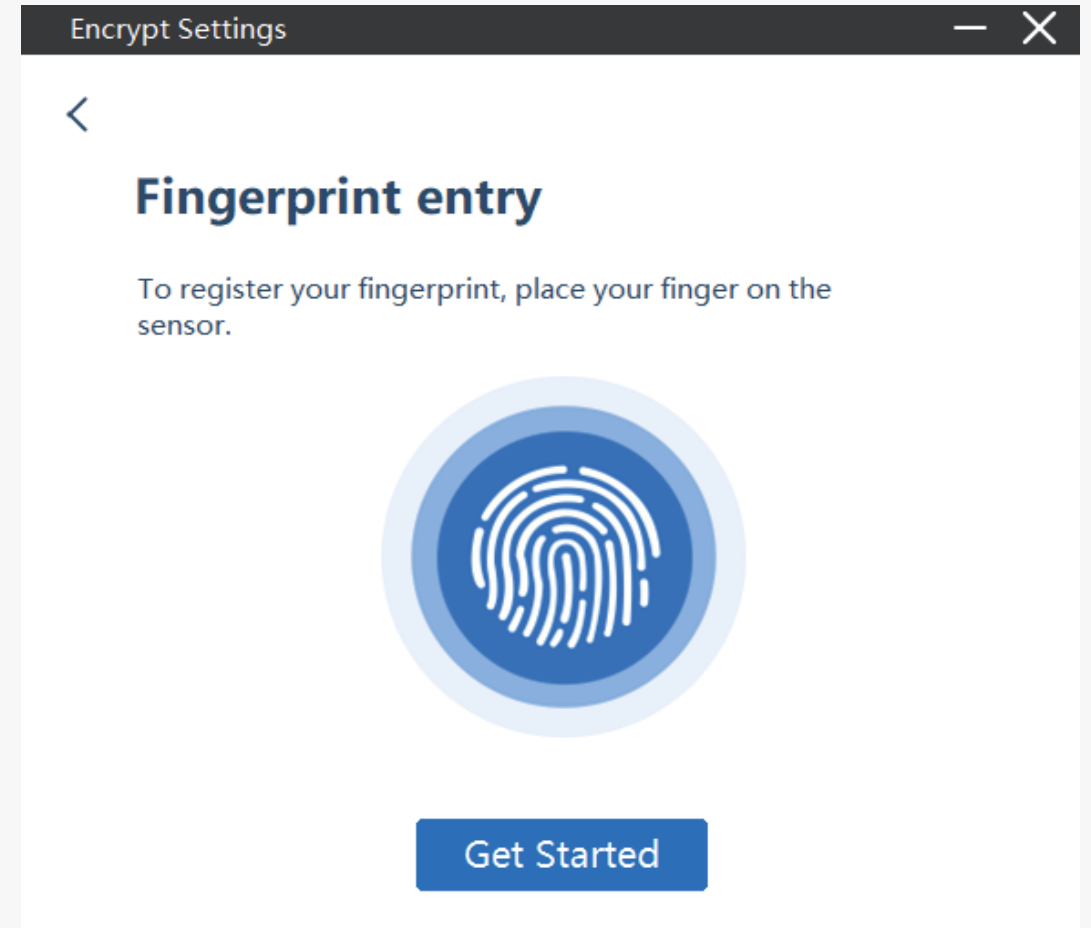 Encrypt Settings
Fingerprint entry
To register your fingerprint, place your finger on the
sensor.
Get Started